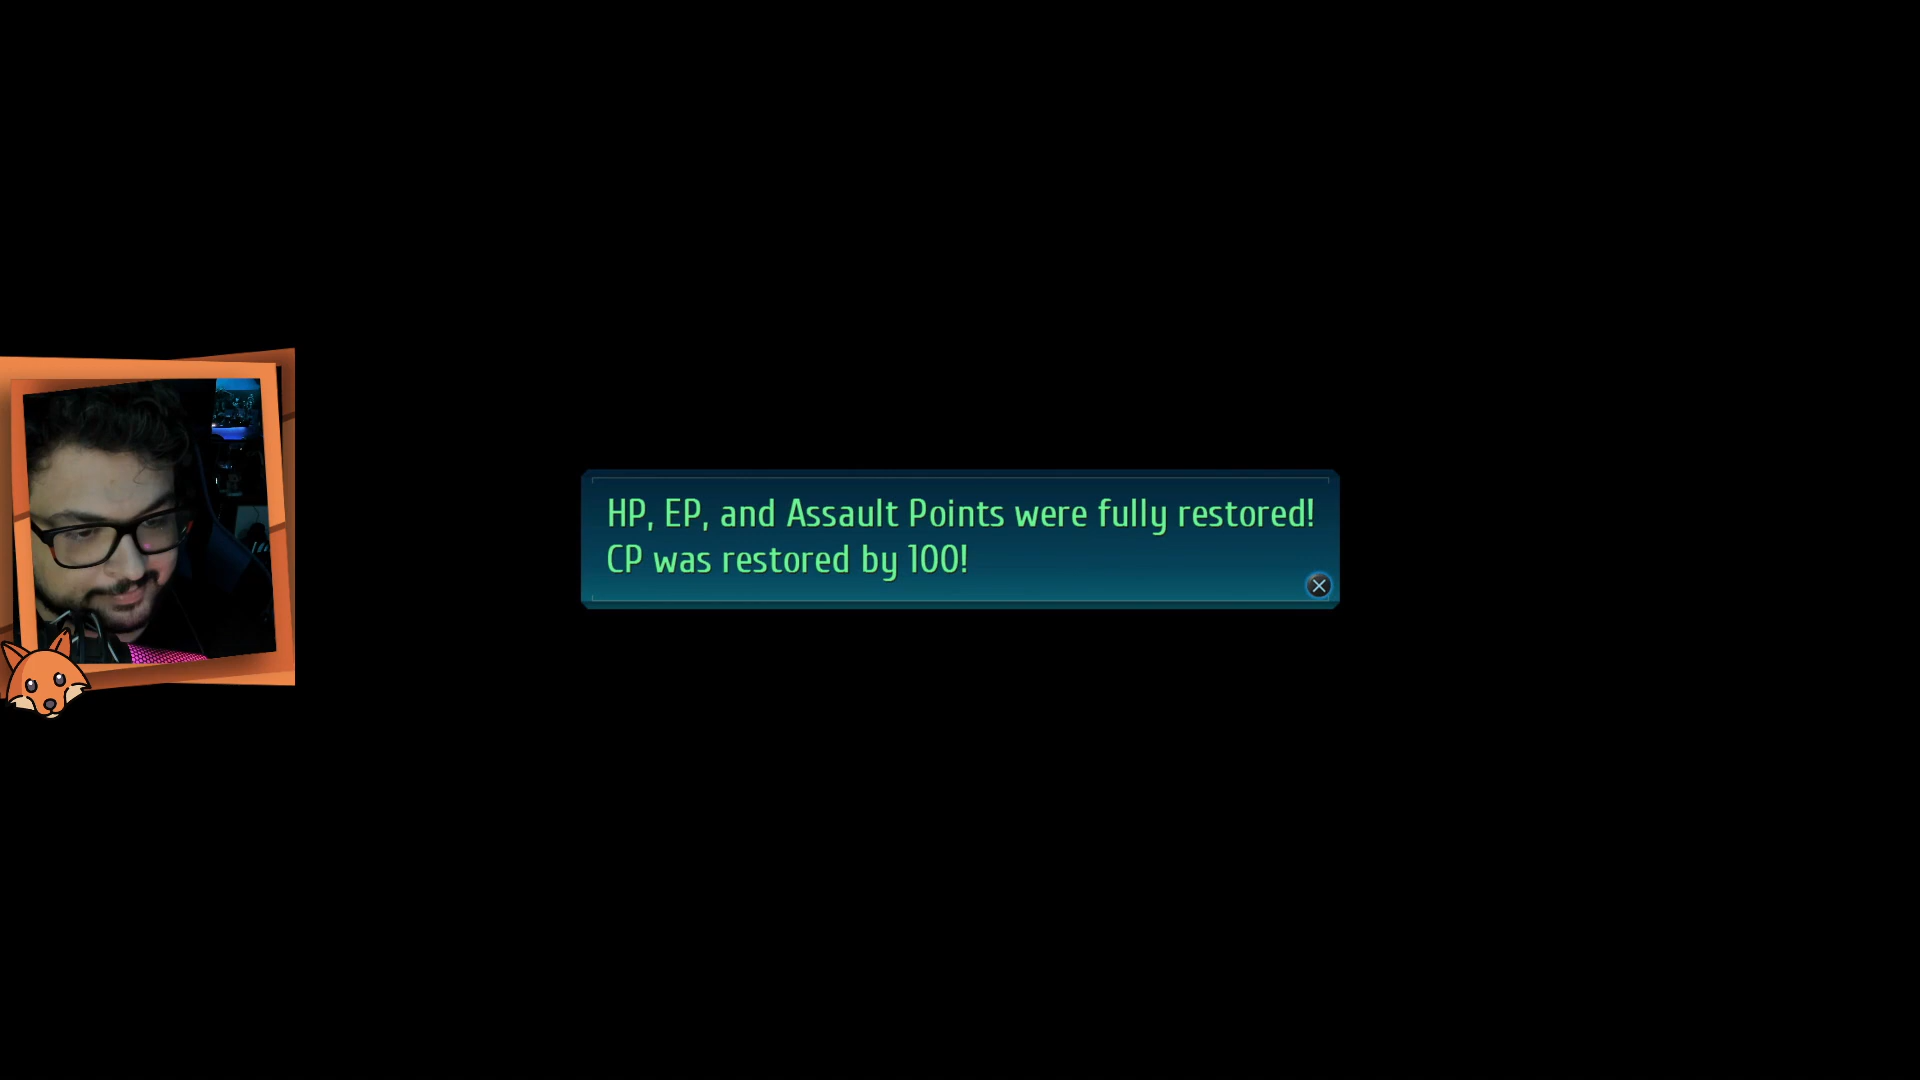 HP, EP, and Assault Points were fully restored!
CP was restored by 100!